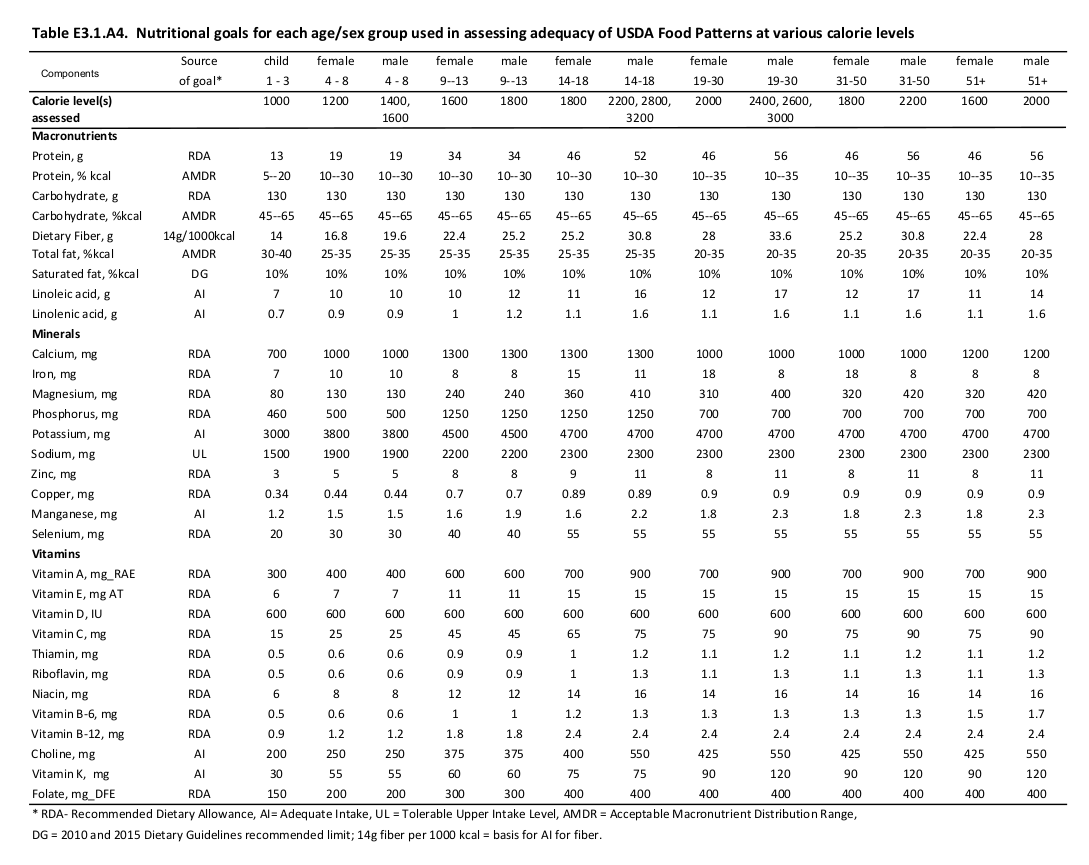 Table E3.1.A4. Nutritional goals for each age/sex group used in assessing adequacy of USDA Food Patterns at various calorie levels
Components Source child female male female male female male female male female male female male
of goal* 1 - 3 4 - 8 4 - 8 9--13 9--13 14-18 14-18 19-30 19-30 31-50 31-50 51+ 51+
Calorie level(s) 1000 1200 1400, 1600 1800 1800 2200, 2800, 2000 2400, 2600, 1800 2200 1600 2000
assessed 1600 3200 3000
Macronutrients
Protein, g RDA 13 19 19 34 34 46 52 46 56 46 56 46 56
Protein, % kcal AMDR 5--20 10--30 10--30 10--30 10--30 10--30 10--30 10--35 10--35 10--35 10--35 10--35 10--35
Carbohydrate, g RDA 130 130 130 130 130 130 130 130 130 130 130 130 130
Carbohydrate, %kcal AMDR 45--65 45--65 45--65 45--65 45--65 45--65 45--65 45--65 45--65 45--65 45--65 45--65 45--65
Dietary Fiber, g 14g/1000kcal 14 16.8 19.6 22.4 25.2 25.2 30.8 28 33.6 25.2 30.8 22.4 28
Total fat, %kcal AMDR 30-40 25-35 25-35 25-35 25-35 25-35 25-35 20-35 20-35 20-35 20-35 20-35 20-35
Saturated fat, %kcal DG 10% 10% 10% 10% 10% 10% 10% 10% 10% 10% 10% 10% 10%
Linoleic acid, g AI 7 10 10 10 12 11 16 12 17 12 17 11 14
Linolenic acid, g AI 0.7 0.9 0.9 1 1.2 1.1 1.6 1.1 1.6 1.1 1.6 1.1 1.6
Minerals
Calcium, mg RDA 700 1000 1000 1300 1300 1300 1300 1000 1000 1000 1000 1200 1200
Iron, mg RDA 7 10 10 8 8 15 11 18 8 18 8 8 8
Magnesium, mg RDA 80 130 130 240 240 360 410 310 400 320 420 320 420
Phosphorus, mg RDA 460 500 500 1250 1250 1250 1250 700 700 700 700 700 700
Potassium, mg AI 3000 3800 3800 4500 4500 4700 4700 4700 4700 4700 4700 4700 4700
Sodium, mg UL 1500 1900 1900 2200 2200 2300 2300 2300 2300 2300 2300 2300 2300
Zinc, mg RDA 3 5 5 8 8 9 11 8 11 8 11 8 11
Copper, mg RDA 0.34 0.44 0.44 0.7 0.7 0.89 0.89 0.9 0.9 0.9 0.9 0.9 0.9
Manganese, mg AI 1.2 1.5 1.5 1.6 1.9 1.6 2.2 1.8 2.3 1.8 2.3 1.8 2.3
Selenium, mg RDA 20 30 30 40 40 55 55 55 55 55 55 55 55
Vitamins
Vitamin A, mg_RAE RDA 300 400 400 600 600 700 900 700 900 700 900 700 900
Vitamin E, mg AT RDA 6 7 7 11 11 15 15 15 15 15 15 15 15
Vitamin D, IU RDA 600 600 600 600 600 600 600 600 600 600 600 600 600
Vitamin C, mg RDA 15 25 25 45 45 65 75 75 90 75 90 75 90
Thiamin, mg RDA 0.5 0.6 0.6 0.9 0.9 1 1.2 1.1 1.2 1.1 1.2 1.1 1.2
Riboflavin, mg RDA 0.5 0.6 0.6 0.9 0.9 1 1.3 1.1 1.3 1.1 1.3 1.1 1.3
Niacin, mg RDA 6 8 8 12 12 14 16 14 16 14 16 14 16
Vitamin B-6, mg RDA 0.5 0.6 0.6 1 1 1.2 1.3 1.3 1.3 1.3 1.3 1.5 1.7
Vitamin B-12, mg RDA 0.9 1.2 1.2 1.8 1.8 2.4 2.4 2.4 2.4 2.4 2.4 2.4 2.4
Choline, mg AI 200 250 250 375 375 400 550 425 550 425 550 425 550
Vitamin K, mg AI 30 55 55 60 60 75 75 90 120 90 120 90 120
Folate, mg_DFE RDA 150 200 200 300 300 400 400 400 400 400 400 400 400
* RDA- Recommended Dietary Allowance, AI= Adequate Intake, UL = Tolerable Upper Intake Level, AMDR = Acceptable Macronutrient Distribution Range,
DG = 2010 and 2015 Dietary Guidelines recommended limit; 14g fiber per 1000 kcal = basis for AI for fiber.